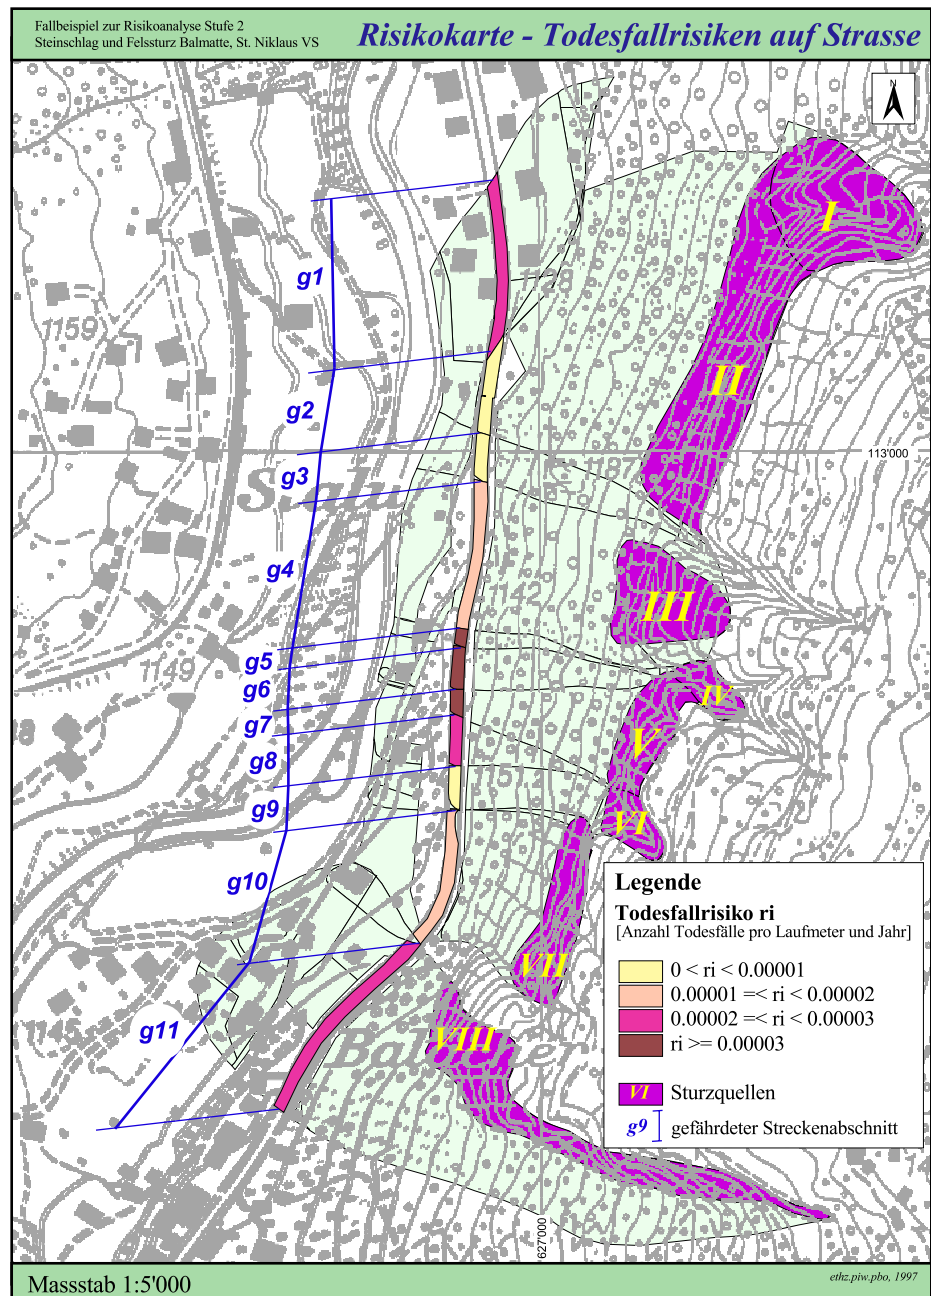 Fallbeispiel zur Risikoanalyse Stufe 2
Steinschlag und Felssturz Balmatte, St. Niklaus VS
Risikokarte - Todesfallrisiken auf Strasse
N
I
g1
1159
II
g2
113'000
g3
g4
III
1142
g5
1149
g6
IV
g7
V
g8
1151
g9
VI
g10
VII
g11
VIII
Legende
Todesfallrisiko ri
[Anzahl Todesfälle pro Laufmeter und Jahr]
0 < ri < 0.00001
0.00001 =< ri < 0.00002
0.00002 =< ri < 0.00003
ri >= 0.00003
VI Sturzquellen
g9 gefährdeter Streckenabschnitt
627'000
Massstab 1:5'000
ethz.piw.pbo, 1997